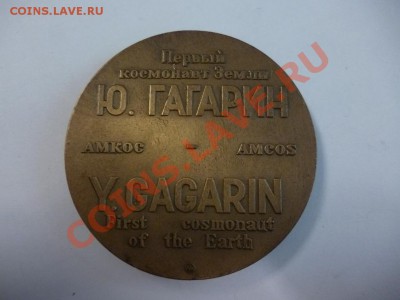 COINS.LAVE.RU
Первый
космонавт Земли
Ю. ГАГАРИН
АМКОС - AMCOS
Y. GAGARIN
First cosmonaut
of the Earth
COINS.LAVE.RU